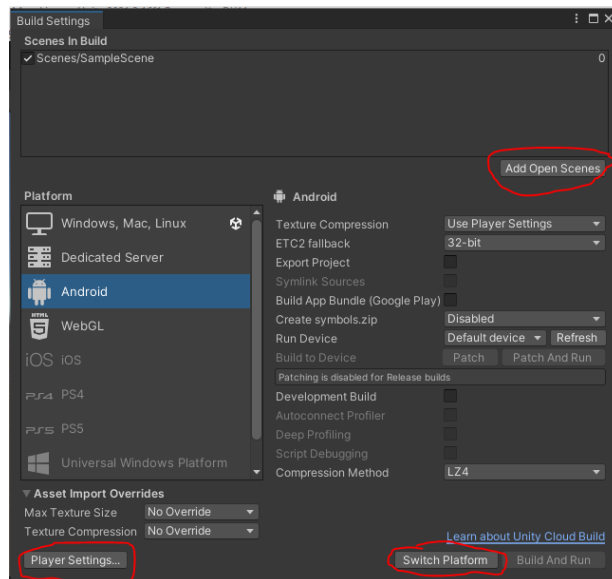 Build Settings
Scenes In Build
Scenes/SampleScene 0
Add Open Scenes
Platform
Windows, Mac, Linux
Dedicated Server
Android
HTML 5 WebGL
iOS iOS
PS4 PS4
PS5 PS5
Universal Windows Platform
Android
Texture Compression Use Player Settings
ETC2 fallback 32-bit
Export Project
Symlink Sources
Build App Bundle (Google Play)
Create symbols.zip Disabled
Run Device Default device Refresh
Build to Device Patch Patch And Run
Patching is disabled for Release builds
Development Build
Autoconnect Profiler
Deep Profiling
Script Debugging
Compression Method LZ4
Asset Import Overrides
Max Texture Size No Override
Texture Compression No Override
Learn about Unity Cloud Build
Player Settings... Switch Platform Build And Run